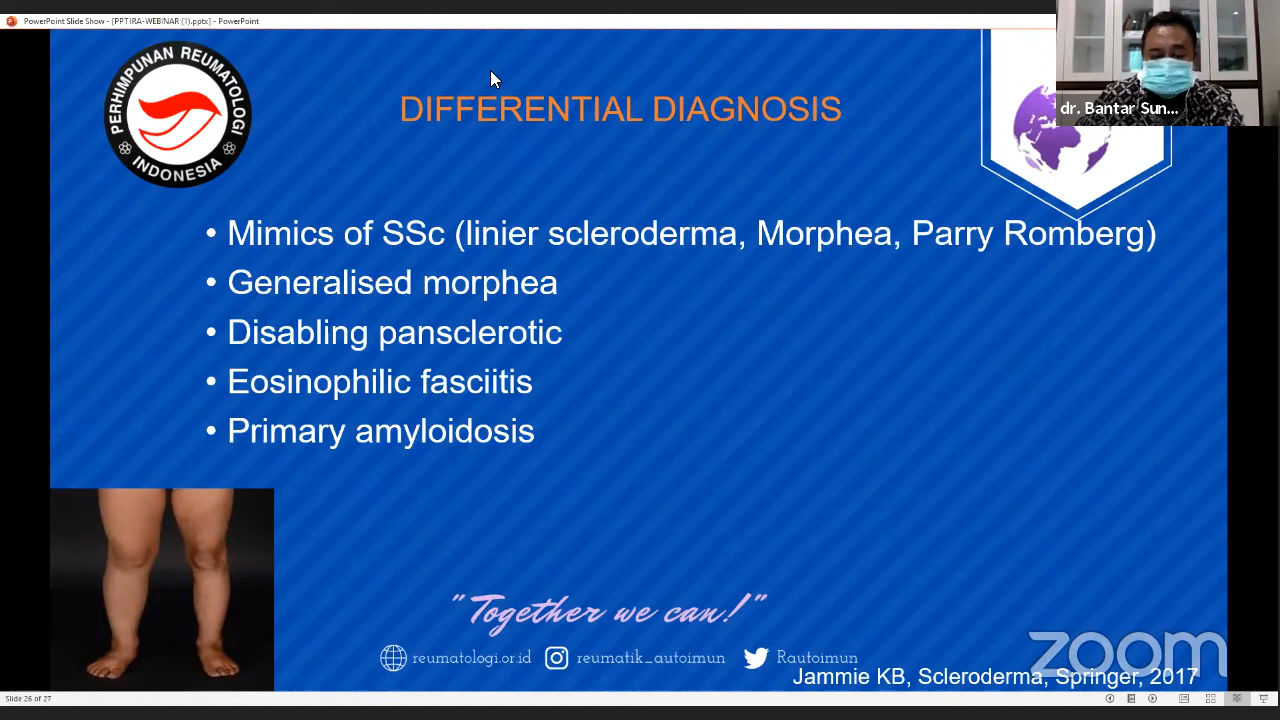 PowerPoint Slide Show - [PPT IRA-WEBINAR (1).pptx] - PowerPoint
PERHIMPUNAN REUMATOLOGI
INDONESIA
dr. Bantar Sun...
DIFFERENTIAL DIAGNOSIS
• Mimics of SSc (linier scleroderma, Morphea, Parry Romberg)
• Generalised morphea
• Disabling pansclerotic
• Eosinophilic fasciitis
• Primary amyloidosis
"Together we can!"
reumatologi.or.id reumatik_autoimun Rautoimun
zoom
Jammie KB, Scleroderma, Springer, 2017
Slide 26 of 27